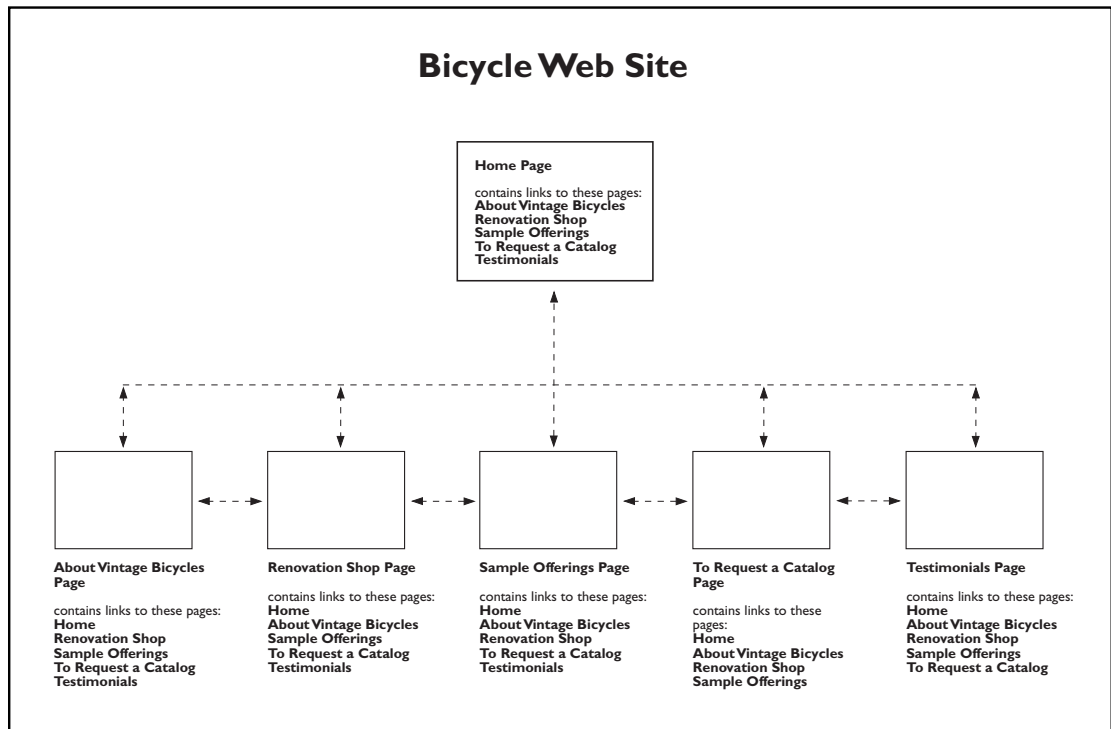 Bicycle Web Site
Home Page
contains links to these pages:
About Vintage Bicycles
Renovation Shop
Sample Offerings
To Request a Catalog
Testimonials
About Vintage Bicycles
Page
contains links to these pages:
Home
Renovation Shop
Sample Offerings
To Request a Catalog
Testimonials
Renovation Shop Page
contains links to these pages:
Home
About Vintage Bicycles
Sample Offerings
To Request a Catalog
Testimonials
Sample Offerings Page
contains links to these pages:
Home
About Vintage Bicycles
Renovation Shop
To Request a Catalog
Testimonials
To Request a Catalog
Page
contains links to these
pages:
Home
About Vintage Bicycles
Renovation Shop
Sample Offerings
Testimonials Page
contains links to these pages:
Home
About Vintage Bicycles
Renovation Shop
Sample Offerings
To Request a Catalog